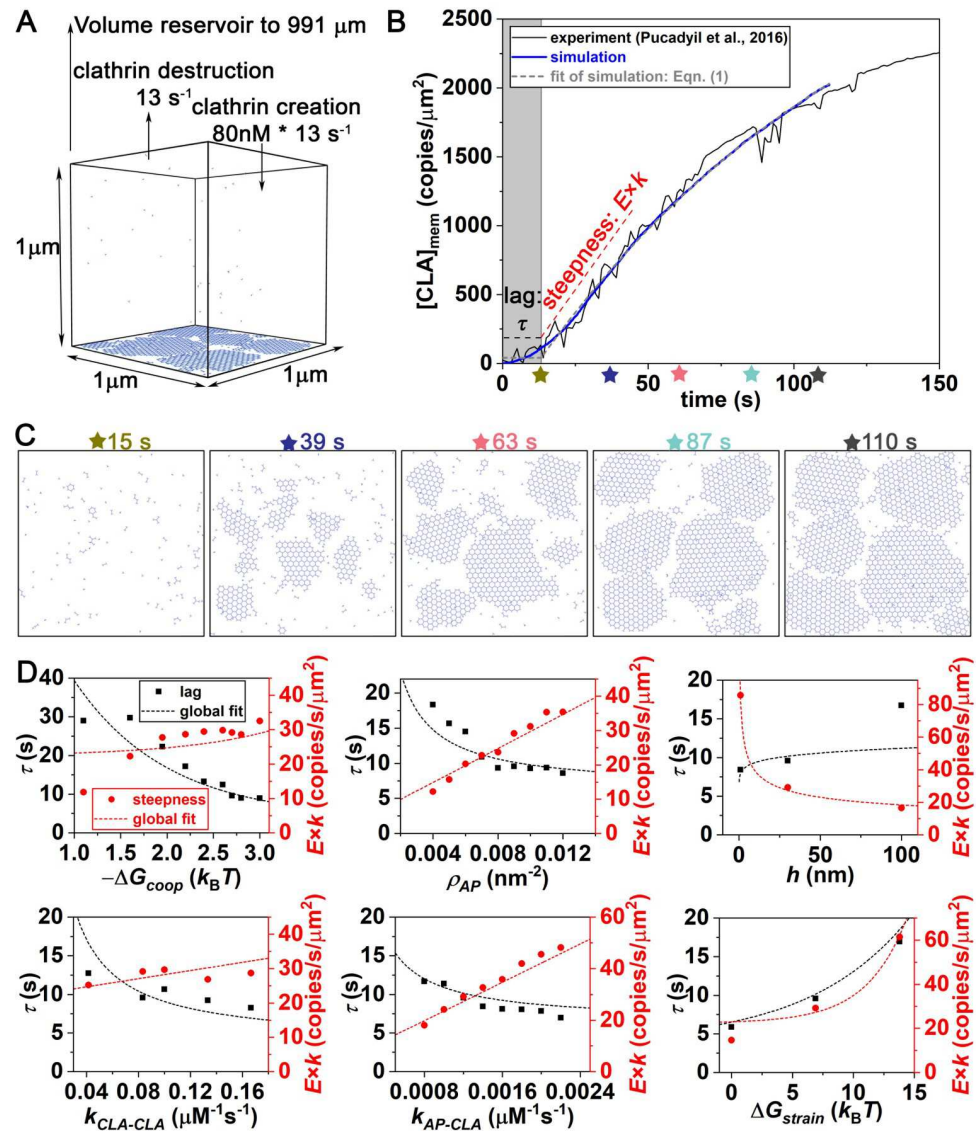 A
Volume reservoir to 991 μm
clathrin destruction
13 s⁻¹
clathrin creation
80nM * 13 s⁻¹
1μm
1μm
1μm
B
2500
2000
1500
1000
500
0
[CLA]mem (copies/μm²)
experiment (Pucadyil et al., 2016)
simulation
fit of simulation: Eqn. (1)
steepness: E×k
lag:
τ
0 50 100 150
time (s)
C
15 s 39 s 63 s 87 s 110 s
D
40
30
20
10
0
τ (s)
lag
global fit
steepness
global fit
45
40
30
20
10
0
E×k (copies/s/μm²)
1.0 1.5 2.0 2.5 3.0
−ΔGcoop (kBT)
20
15
10
5
0
τ (s)
45
40
30
20
10
0
E×k (copies/s/μm²)
0.004 0.008 0.012
ρAP (nm⁻²)
20
15
10
5
0
τ (s)
80
60
40
20
0
E×k (copies/s/μm²)
0 50 100
h (nm)
20
15
10
5
0
τ (s)
45
40
30
20
10
0
E×k (copies/s/μm²)
0.04 0.08 0.12 0.16
kCLA-CLA (μM⁻¹s⁻¹)
20
15
10
5
0
τ (s)
60
40
20
0
E×k (copies/s/μm²)
0.0008 0.0016 0.0024
kAP-CLA (μM⁻¹s⁻¹)
20
15
10
5
0
τ (s)
60
40
20
0
E×k (copies/s/μm²)
0 5 10 15
ΔGstrain (kBT)